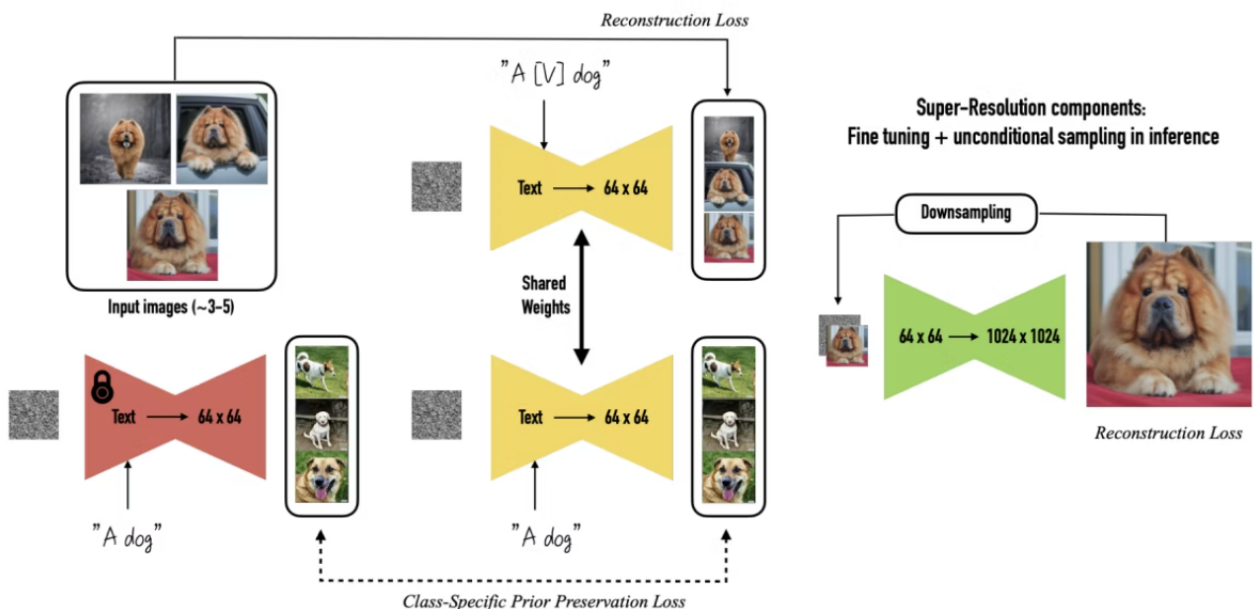 Reconstruction Loss
"A [V] dog"
Text → 64 x 64
Input images (~3-5)
Shared
Weights
Text → 64 x 64
"A dog"
Text → 64 x 64
"A dog"
Class-Specific Prior Preservation Loss
Super-Resolution components:
Fine tuning + unconditional sampling in inference
Downsampling
64 x 64 → 1024 x 1024
Reconstruction Loss